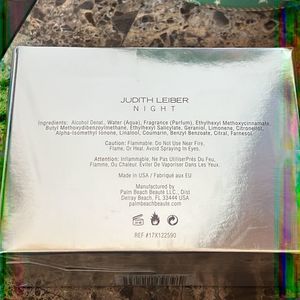 JUDITH LEIBER
NIGHT
Ingredients: Alcohol Denat., Water (Aqua), Fragrance (Parfum), Ethylhexyl Methoxycinnamate,
Butyl Methoxydibenzoylmethane, Ethylhexyl Salicylate, Geraniol, Limonene, Citronellol,
Alpha-Isomethyl Ionone, Linalool, Coumarin, Benzyl Benzoate, Citral, Farnesol.
Caution: Flammable: Do Not Use Near Fire,
Flame, Or Heat. Avoid Spraying In Eyes.
Attention: Inflammable, Ne Pas Utiliser Près Du Feu,
Flamme, Ou Chaleur. Eviter De Vaporiser Dans Les Yeux.
Made in USA / Fabriqué aux EU
Manufactured by
Palm Beach Beauté LLC., Dist
Delray Beach, FL 33444 USA
palmbeachbeaute.com
REF #17X122590